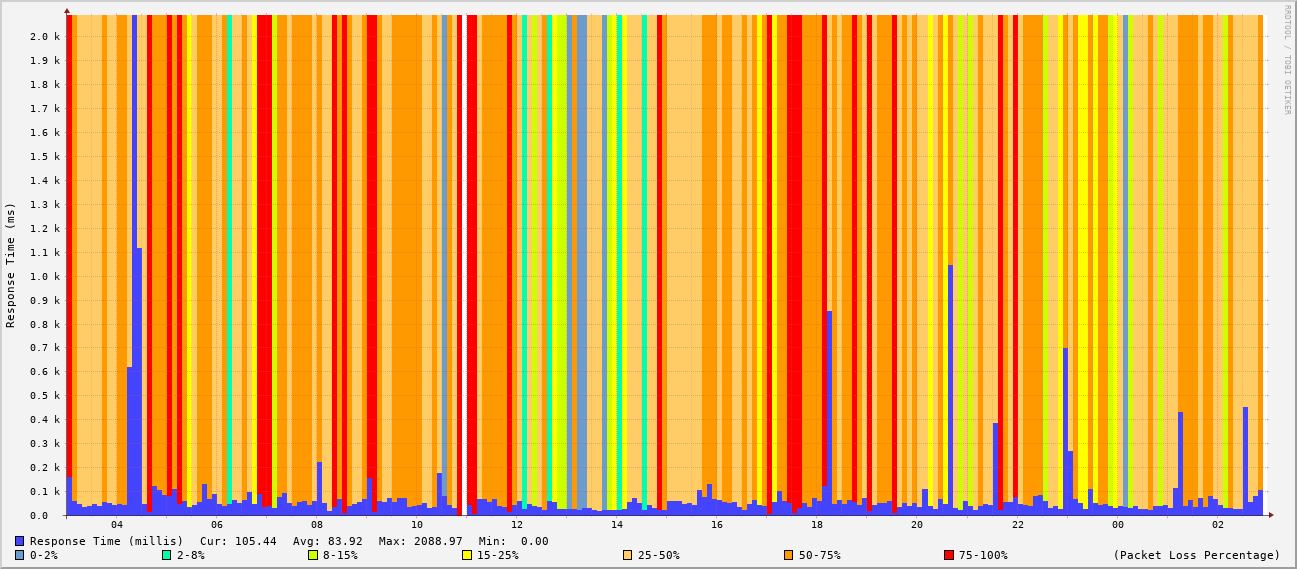 RRDTOOL / TOBI OETIKER
Response Time (ms)
2.0 k
1.9 k
1.8 k
1.7 k
1.6 k
1.5 k
1.4 k
1.3 k
1.2 k
1.1 k
1.0 k
0.9 k
0.8 k
0.7 k
0.6 k
0.5 k
0.4 k
0.3 k
0.2 k
0.1 k
0.0
04 06 08 10 12 14 16 18 20 22 00 02
Response Time (millis) Cur: 105.44 Avg: 83.92 Max: 2088.97 Min: 0.00
0-2% 2-8% 8-15% 15-25% 25-50% 50-75% 75-100% (Packet Loss Percentage)